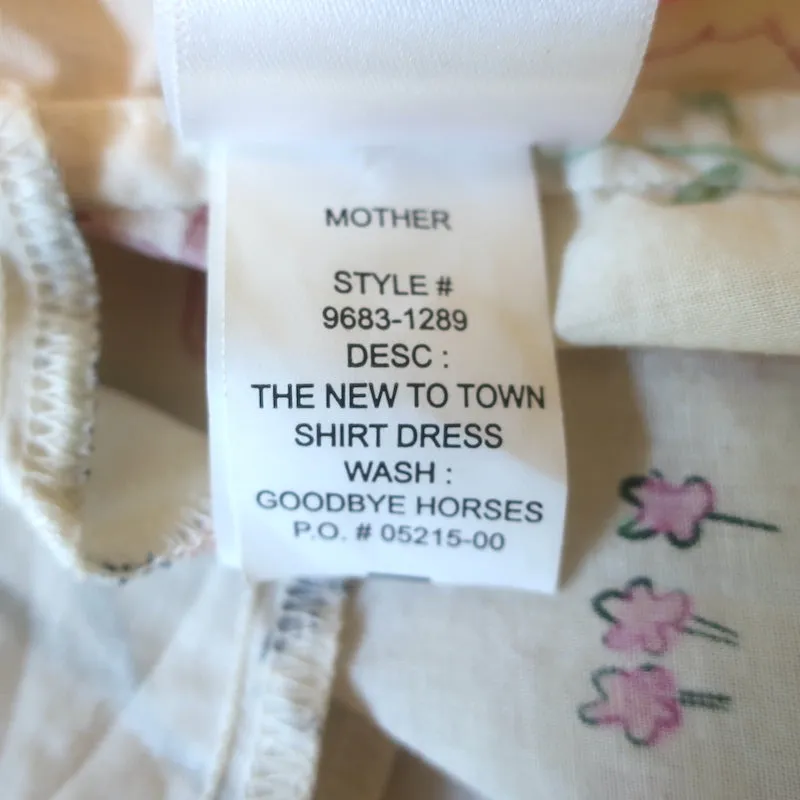 MOTHER
STYLE #
9683-1289
DESC :
THE NEW TO TOWN
SHIRT DRESS
WASH :
GOODBYE HORSES
P.O. # 05215-00